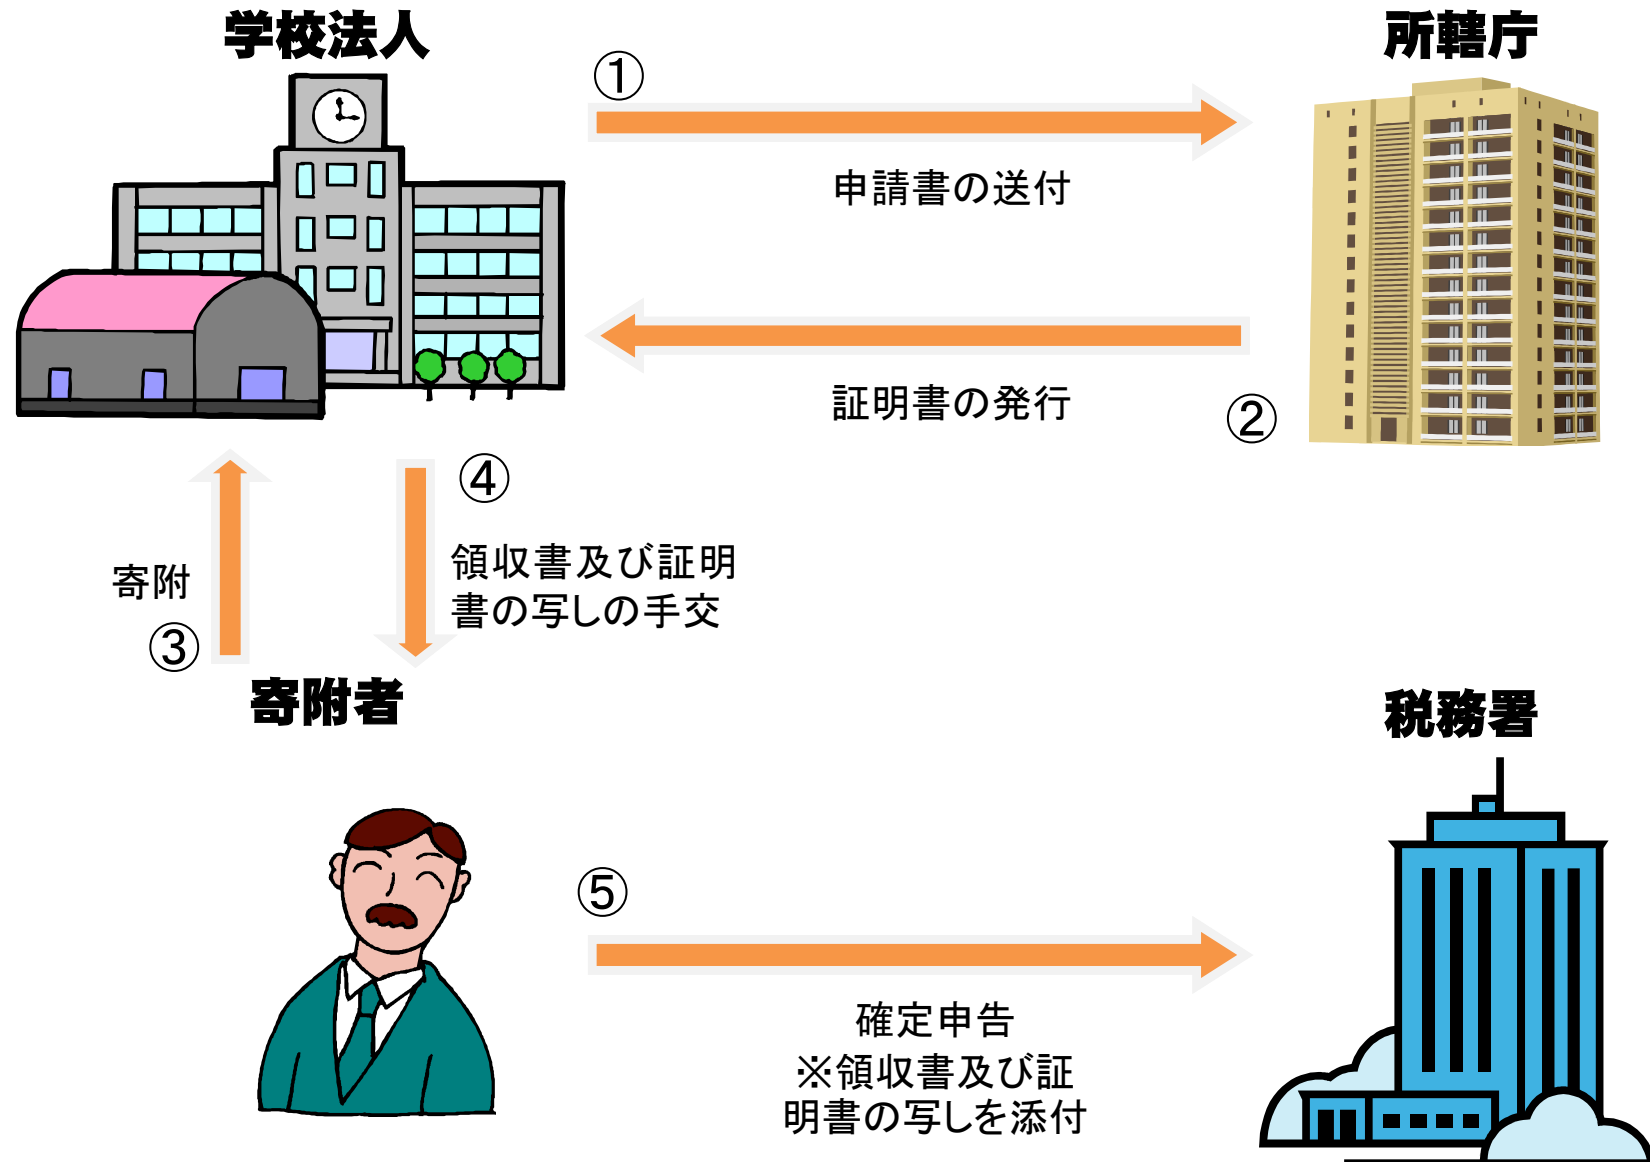 学校法人
所轄庁
①
申請書の送付
証明書の発行
②
④
領収書及び証明
書の写しの手交
寄附
③
寄附者
税務署
⑤
確定申告
※領収書及び証
明書の写しを添付